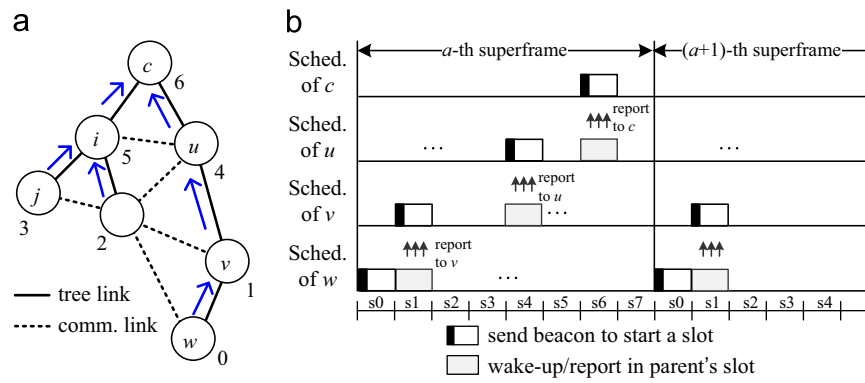 a
c
6
i
5
u
4
j
3
2
v
1
w
0
tree link
comm. link
b
a-th superframe
(a+1)-th superframe
Sched.
of c
report
to c
Sched.
of u
...
...
report
to u
Sched.
of v
...
report
to v
Sched.
of w
...
s0 s1 s2 s3 s4 s5 s6 s7 s0 s1 s2 s3 s4
send beacon to start a slot
wake-up/report in parent's slot